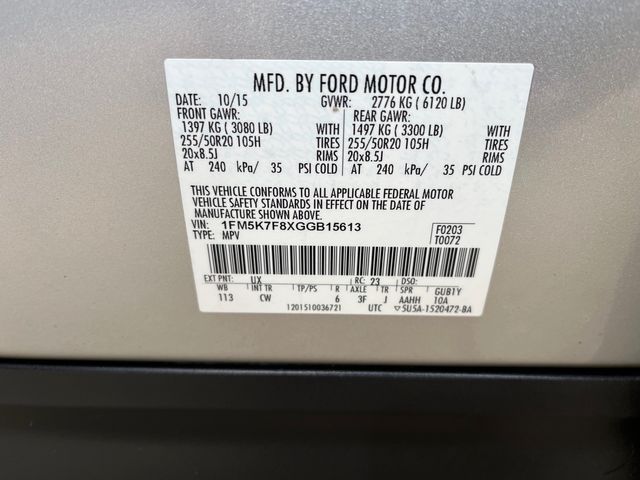 MFD. BY FORD MOTOR CO.
DATE: 10/15 GVWR: 2776 KG ( 6120 LB)
FRONT GAWR: REAR GAWR:
1397 KG ( 3080 LB) WITH 1497 KG ( 3300 LB) WITH
255/50R20 105H TIRES 255/50R20 105H TIRES
20x8.5J RIMS 20x8.5J RIMS
AT 240 kPa/ 35 PSI COLD AT 240 kPa/ 35 PSI COLD
THIS VEHICLE CONFORMS TO ALL APPLICABLE FEDERAL MOTOR
VEHICLE SAFETY STANDARDS IN EFFECT ON THE DATE OF
MANUFACTURE SHOWN ABOVE.
VIN: 1FM5K7F8XGGB15613 F0203
TYPE: MPV T0072
EXT PNT: UX RC: 23 DSO:
WB INT TR TP/PS R AXLE TR SPR GUB1Y
113 CW 6 3F J AAHH 10A
1201510036721 UTC ▽5U5A-1520472-BA